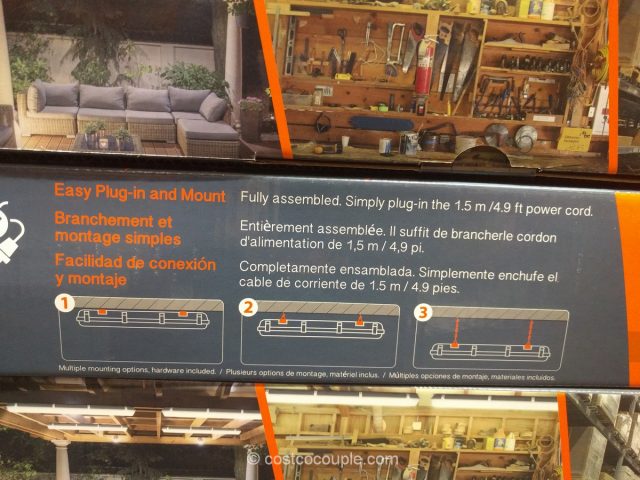 Easy Plug-in and Mount
Fully assembled. Simply plug-in the 1.5 m /4.9 ft power cord.
Branchement et
montage simples
Entièrement assemblée. Il suffit de brancherle cordon
d'alimentation de 1,5 m / 4,9 pi.
Facilidad de conexión
y montaje
Completamente ensamblada. Simplemente enchufe el
cable de corriente de 1.5 m / 4.9 pies.
1
2
3
Multiple mounting options, hardware included. / Plusieurs options de montage, matériel inclus. / Múltiples opciones de montaje, materiales incluidos.
© costcocouple.com